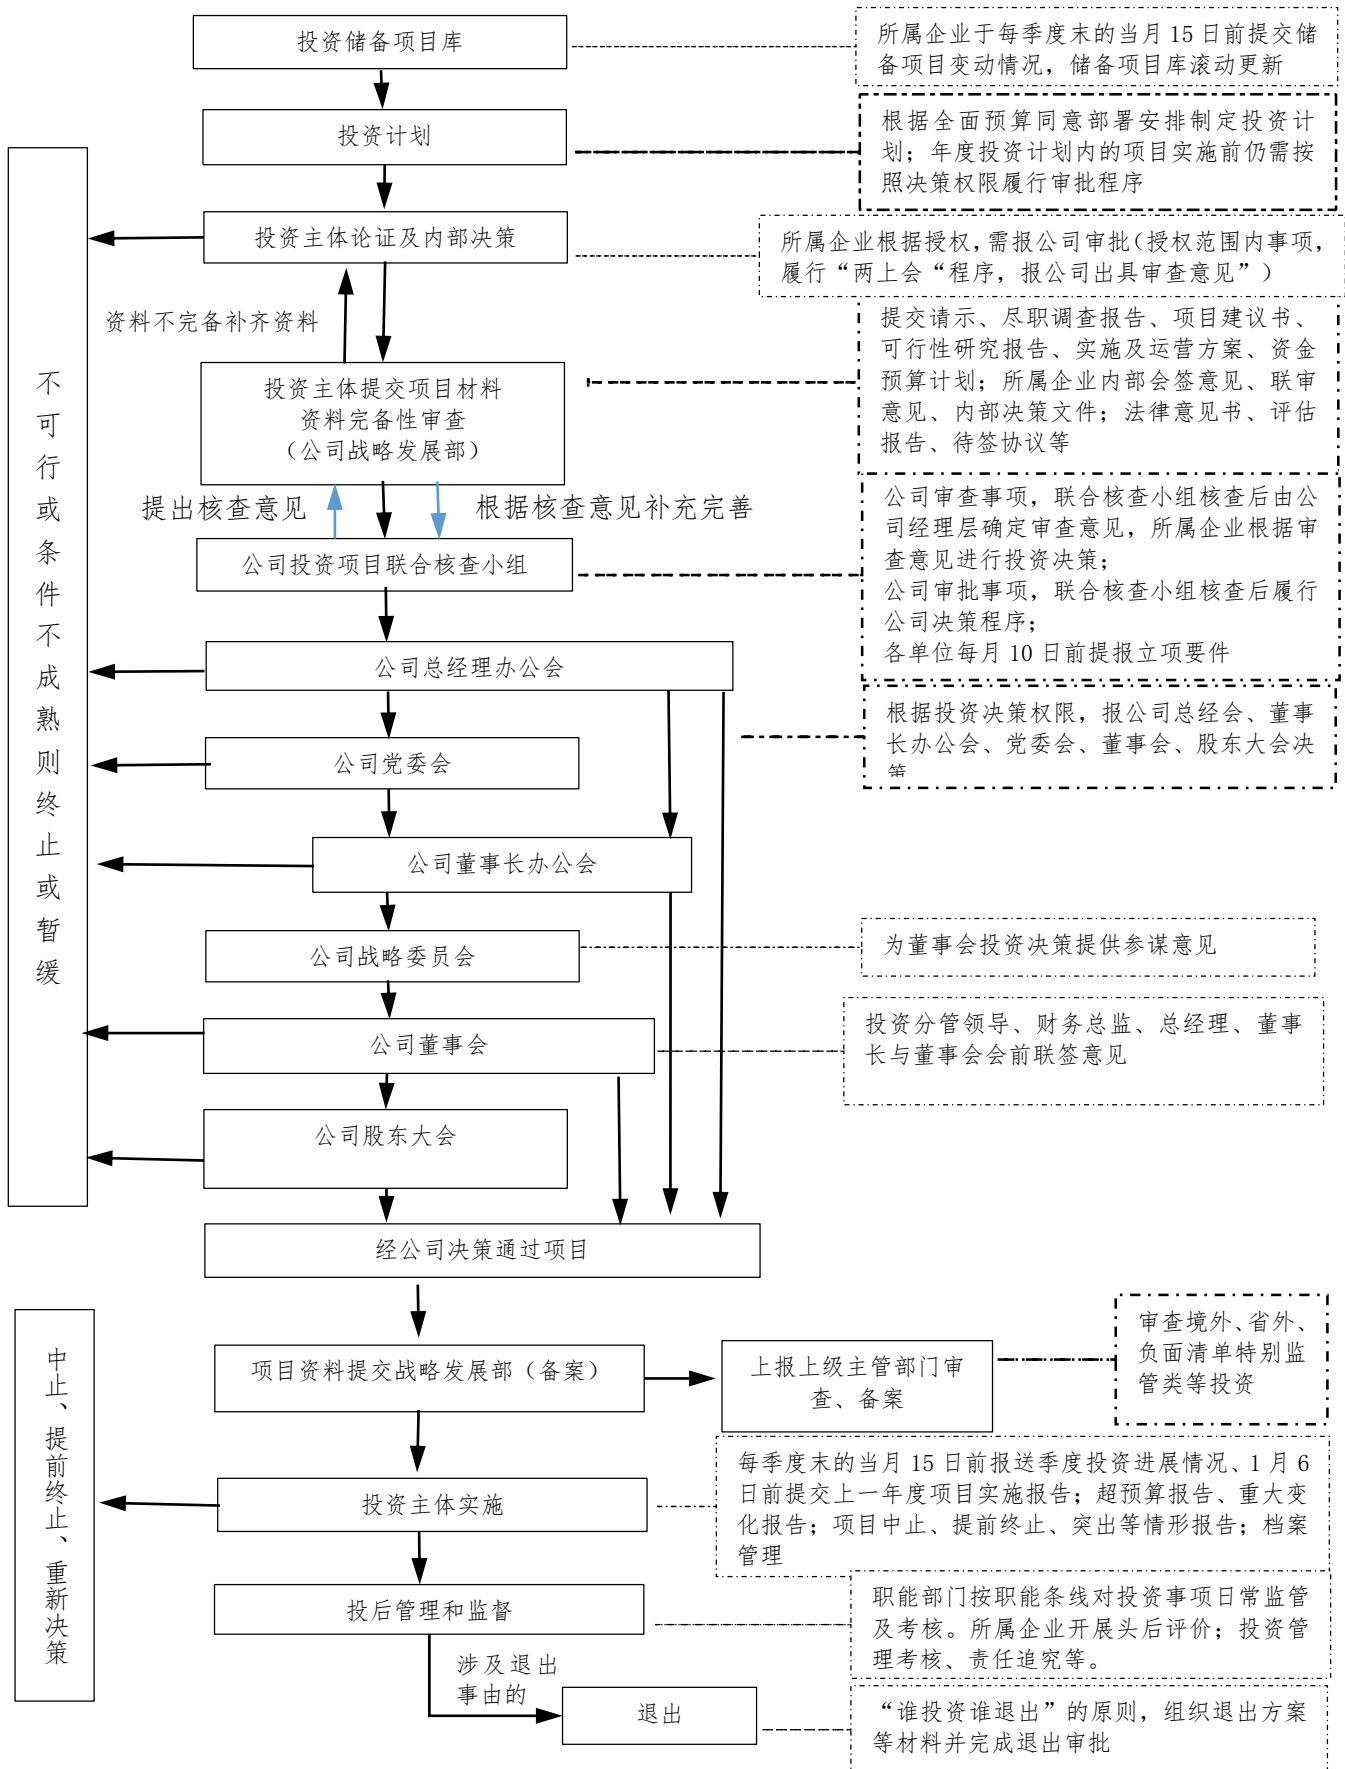 投资储备项目库
所属企业于每季度末的当月 15 日前提交储
备项目变动情况，储备项目库滚动更新
投资计划
根据全面预算同意部署安排制定投资计
划；年度投资计划内的项目实施前仍需按
照决策权限履行审批程序
投资主体论证及内部决策
所属企业根据授权,需报公司审批(授权范围内事项,
履行“两上会“程序，报公司出具审查意见”）
资料不完备补齐资料
投资主体提交项目材料
资料完备性审查
（公司战略发展部）
提交请示、尽职调查报告、项目建议书、
可行性研究报告、实施及运营方案、资金
预算计划；所属企业内部会签意见、联审
意见、内部决策文件；法律意见书、评估
报告、待签协议等
提出核查意见
根据核查意见补充完善
公司投资项目联合核查小组
公司审查事项，联合核查小组核查后由公
司经理层确定审查意见，所属企业根据审
查意见进行投资决策；
公司审批事项，联合核查小组核查后履行
公司决策程序；
各单位每月 10 日前提报立项要件
公司总经理办公会
根据投资决策权限，报公司总经会、董事
长办公会、党委会、董事会、股东大会决
策
公司党委会
公司董事长办公会
公司战略委员会
为董事会投资决策提供参谋意见
公司董事会
投资分管领导、财务总监、总经理、董事
长与董事会会前联签意见
公司股东大会
不可行或条件不成熟则终止或暂缓
经公司决策通过项目
项目资料提交战略发展部（备案）
上报上级主管部门审
查、备案
审查境外、省外、
负面清单特别监
管类等投资
投资主体实施
每季度末的当月 15 日前报送季度投资进展情况、1 月 6
日前提交上一年度项目实施报告；超预算报告、重大变
化报告；项目中止、提前终止、突出等情形报告；档案
管理
中止、提前终止、重新决策
投后管理和监督
职能部门按职能条线对投资事项日常监管
及考核。所属企业开展头后评价；投资管
理考核、责任追究等。
涉及退出
事由的
退出
“谁投资谁退出”的原则，组织退出方案
等材料并完成退出审批